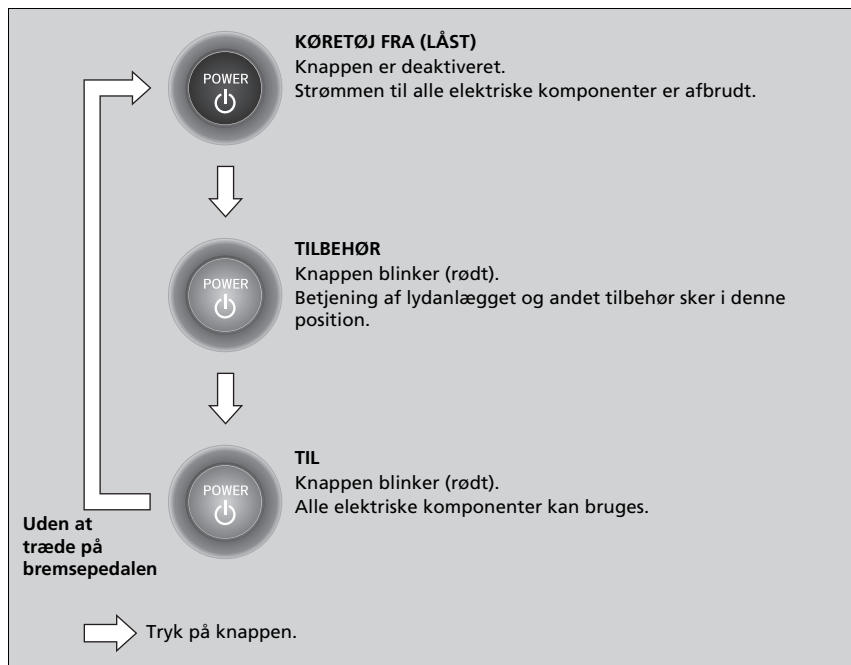 POWER
KØRETØJ FRA (LÅST)
Knappen er deaktiveret.
Strømmen til alle elektriske komponenter er afbrudt.
POWER
TILBEHØR
Knappen blinker (rødt).
Betjening af lydanlægget og andet tilbehør sker i denne
position.
POWER
TIL
Knappen blinker (rødt).
Alle elektriske komponenter kan bruges.
Uden at
træde på
bremsepedalen
Tryk på knappen.